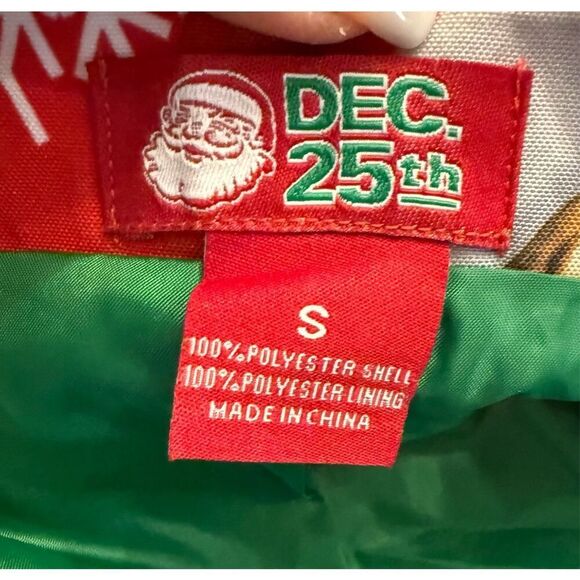 DEC.
25th
S
100% POLYESTER SHELL
100% POLYESTER LINING
MADE IN CHINA